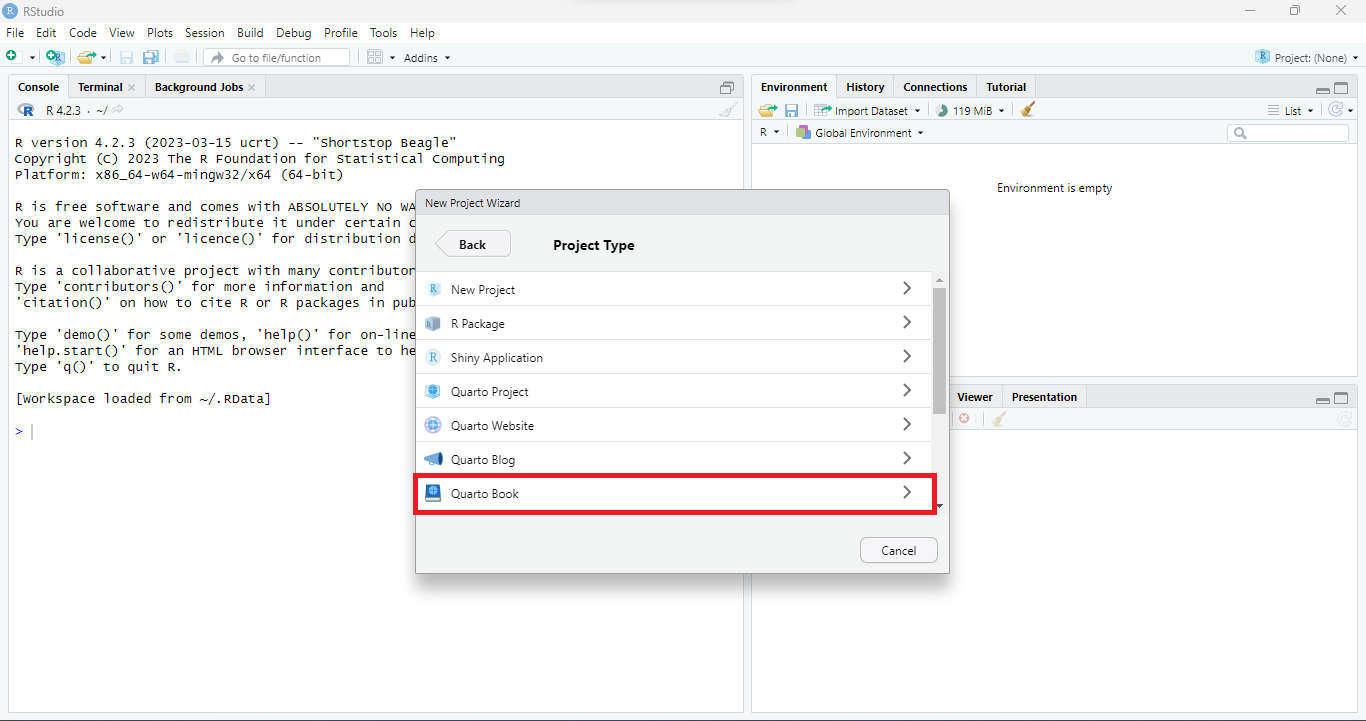 RStudio
File Edit Code View Plots Session Build Debug Profile Tools Help
Go to file/function Addins Project: (None)
Console Terminal Background Jobs
R 4.2.3 . ~/
R version 4.2.3 (2023-03-15 ucrt) -- "Shortstop Beagle"
Copyright (C) 2023 The R Foundation for Statistical Computing
Platform: x86_64-w64-mingw32/x64 (64-bit)
R is free software and comes with ABSOLUTELY NO WA
You are welcome to redistribute it under certain c
Type 'license()' or 'licence()' for distribution d
R is a collaborative project with many contributor
Type 'contributors()' for more information and
'citation()' on how to cite R or R packages in pub
Type 'demo()' for some demos, 'help()' for on-line
'help.start()' for an HTML browser interface to he
Type 'q()' to quit R.
[Workspace loaded from ~/.RData]
>
New Project Wizard
Back Project Type
New Project
R Package
Shiny Application
Quarto Project
Quarto Website
Quarto Blog
Quarto Book
Cancel
Environment History Connections Tutorial
Import Dataset 119 MiB List
R Global Environment
Environment is empty
Viewer Presentation